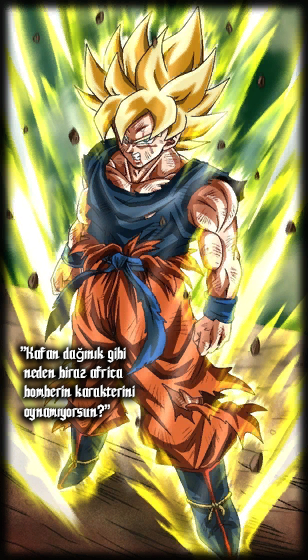 "Kafan dağınık gibi
neden biraz africa
bomberin karakterini
oynamıyorsun?"